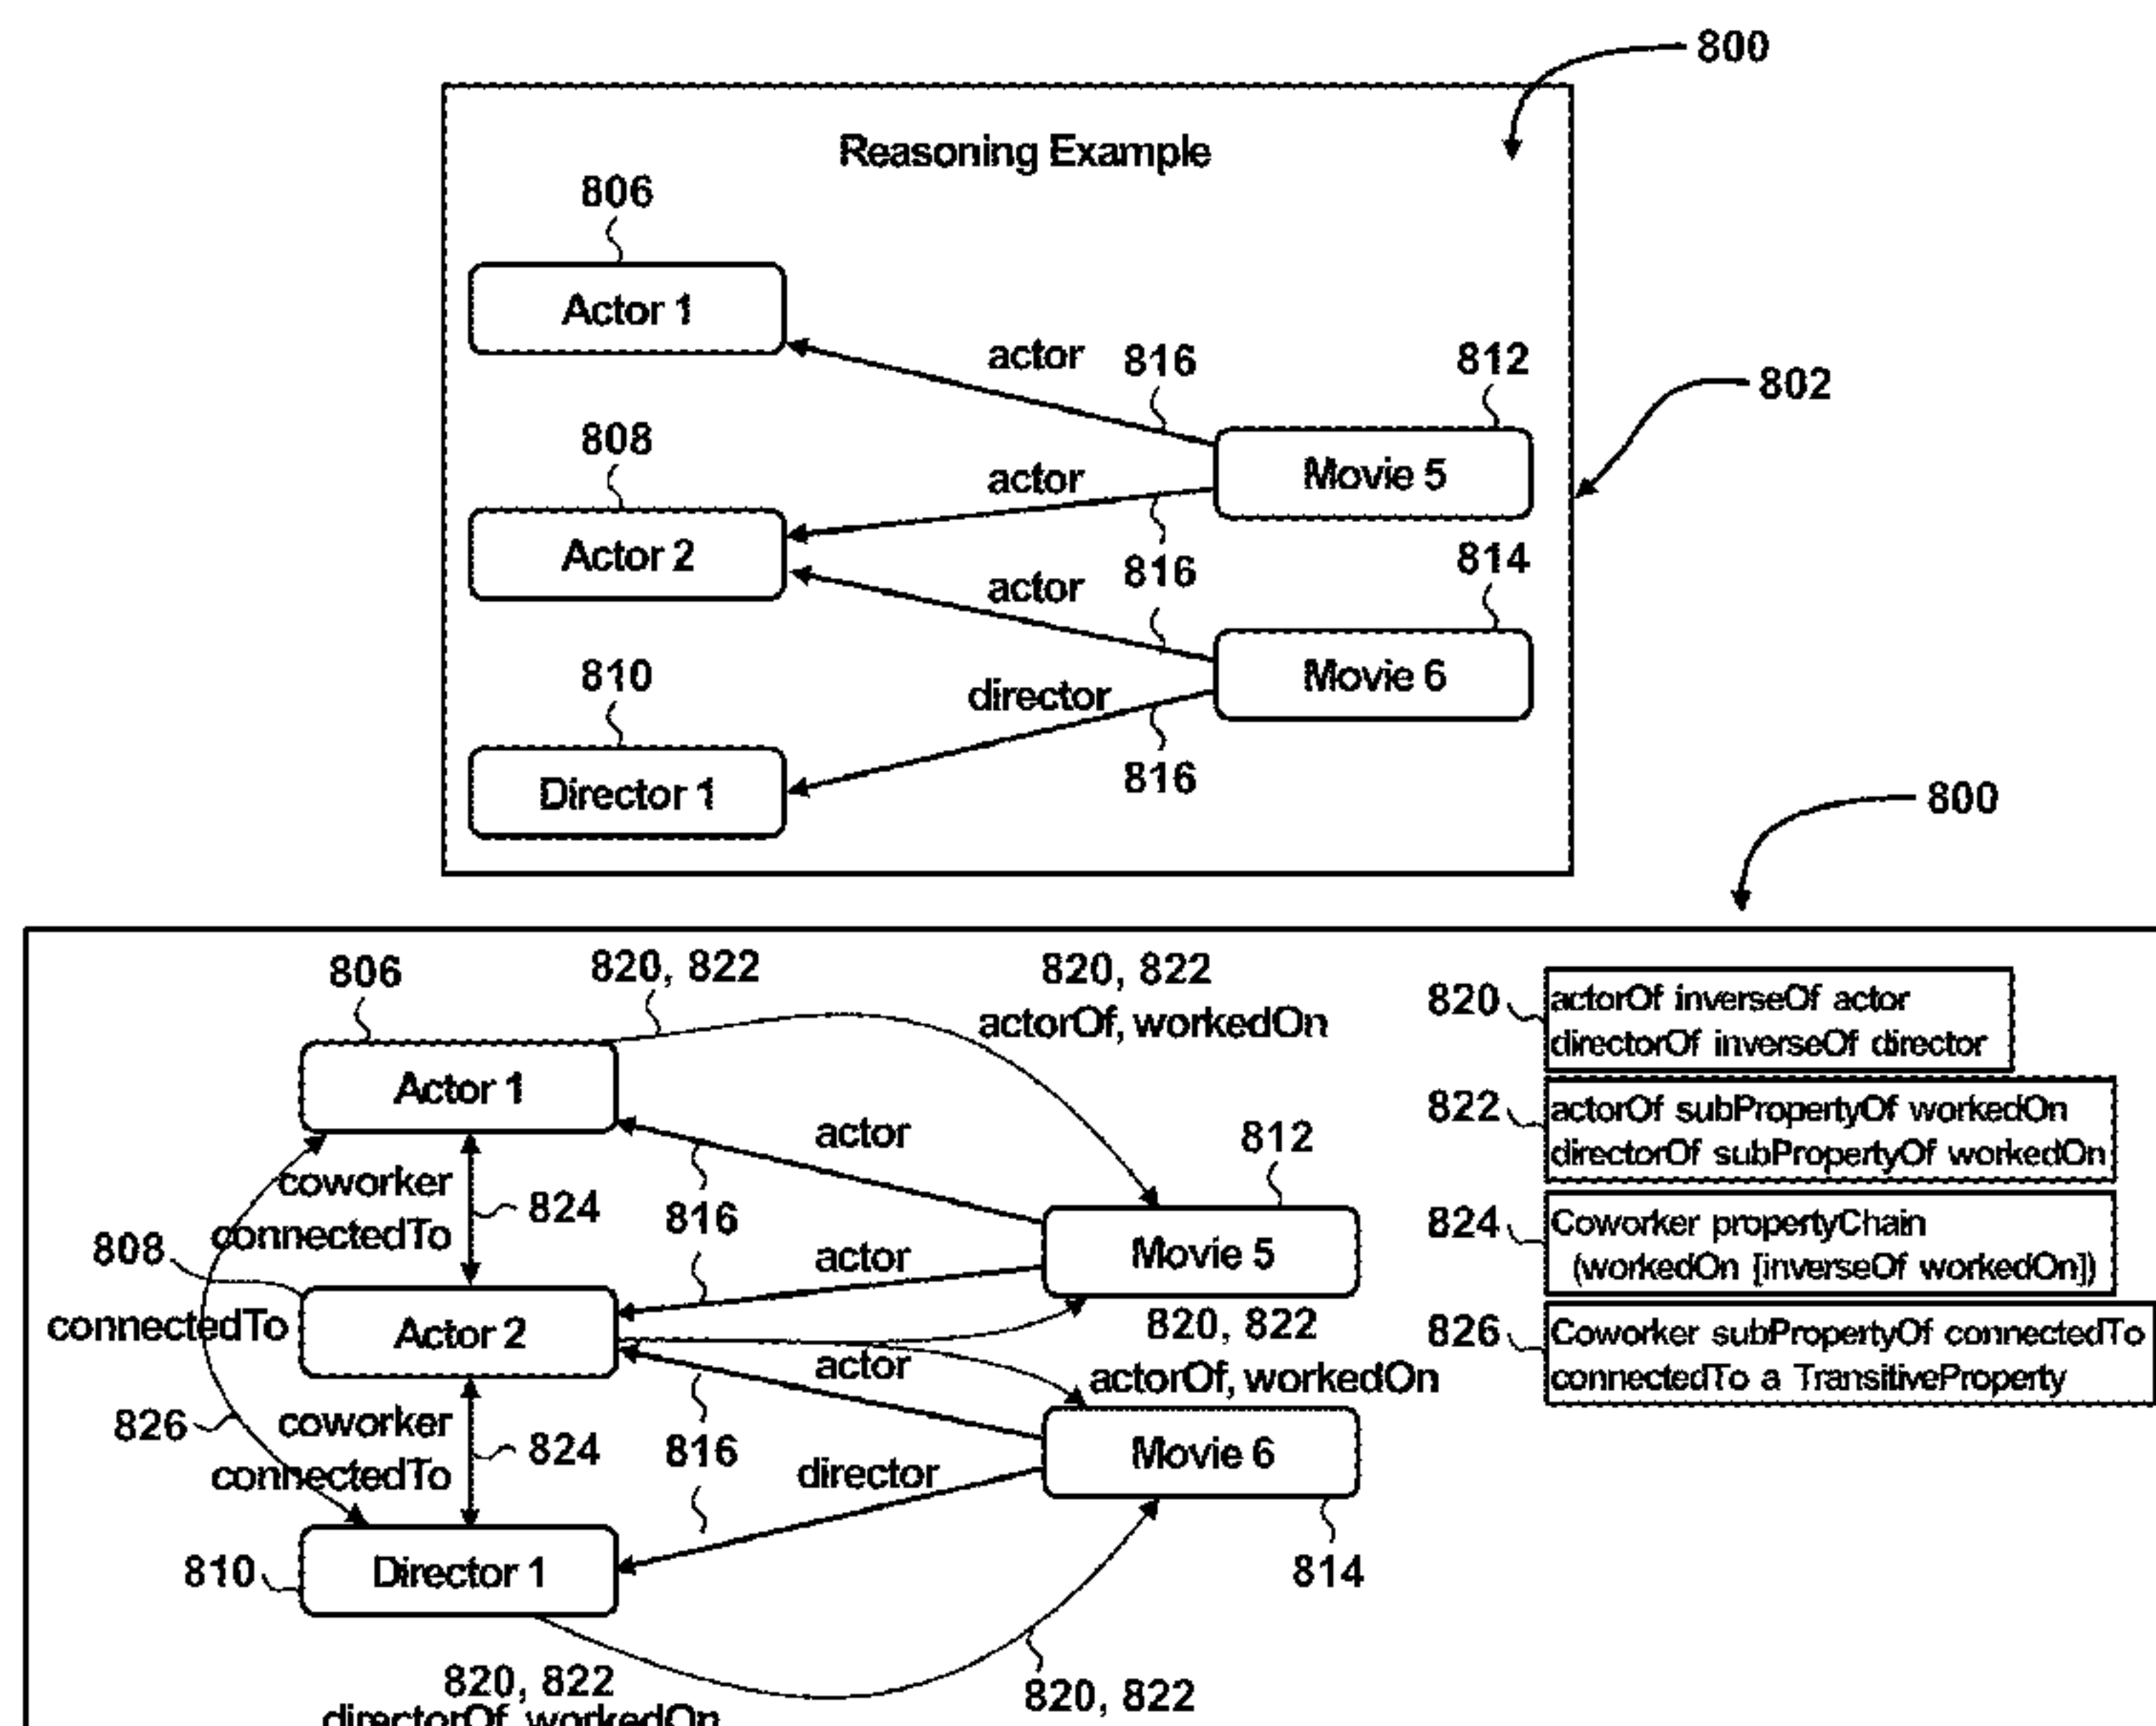 800
Reasoning Example
806
Actor 1
actor 816 812
802
808
actor
Movie 5
Actor 2
actor 816
814
810
director
Movie 6
Director 1
816
800
806 820, 822 820, 822
actorOf, workedOn
820 actorOf inverseOf actor
directorOf inverseOf director
822 actorOf subPropertyOf workedOn
directorOf subPropertyOf workedOn
824 Coworker propertyChain
(workedOn [inverseOf workedOn])
826 Coworker subPropertyOf connectedTo
connectedTo a TransitiveProperty
Actor 1
actor
812
coworker
connectedTo
824
816
808
actor
Movie 5
connectedTo
Actor 2
820, 822
actor
actorOf, workedOn
826
coworker
connectedTo
824
816
director
Movie 6
810
Director 1
814
820, 822
directorOf, workedOn
820, 822